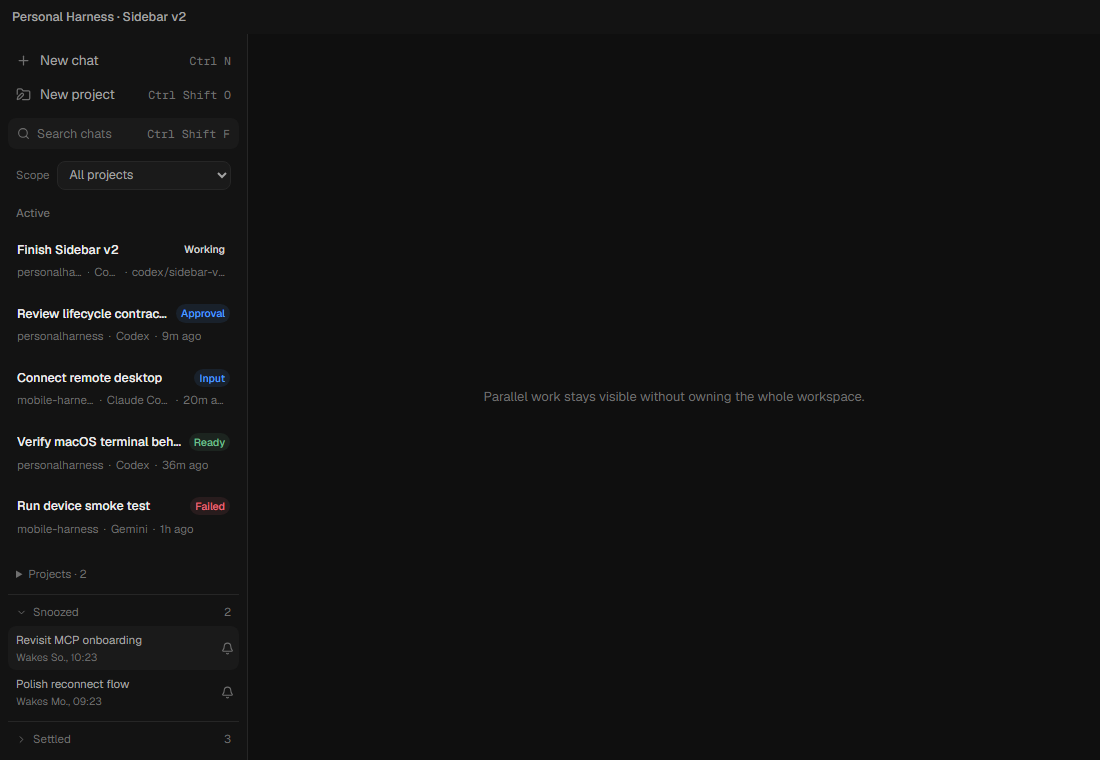 Personal Harness · Sidebar v2
New chat Ctrl N
New project Ctrl Shift O
Search chats Ctrl Shift F
Scope All projects
Active
Finish Sidebar v2 Working
personalha… · Co… · codex/sidebar-v…
Review lifecycle contrac… Approval
personalharness · Codex · 9m ago
Connect remote desktop Input
mobile-harne… · Claude Co… · 20m a…
Verify macOS terminal beh… Ready
personalharness · Codex · 36m ago
Run device smoke test Failed
mobile-harness · Gemini · 1h ago
Projects · 2
Snoozed 2
Revisit MCP onboarding
Wakes So., 10:23
Polish reconnect flow
Wakes Mo., 09:23
Settled 3
Parallel work stays visible without owning the whole workspace.